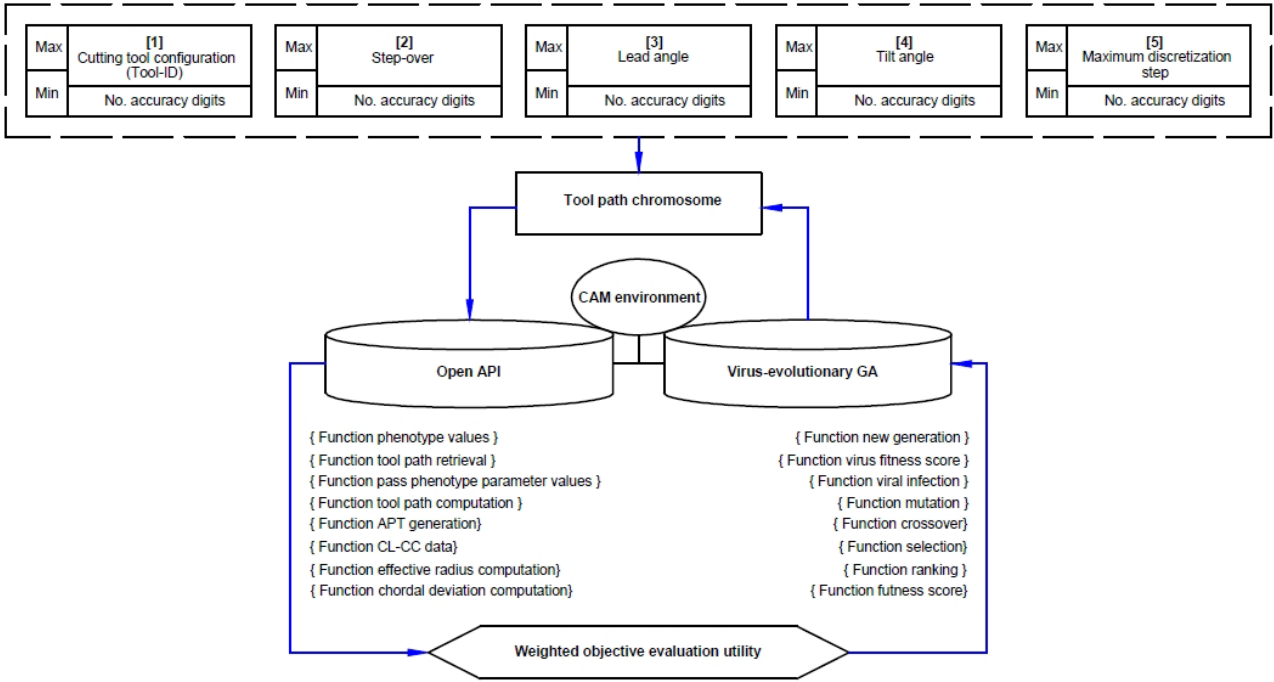 Max
[1]
Cutting tool configuration
(Tool-ID)
Min
No. accuracy digits
Max
[2]
Step-over
Min
No. accuracy digits
Max
[3]
Lead angle
Min
No. accuracy digits
Max
[4]
Tilt angle
Min
No. accuracy digits
Max
[5]
Maximum discretization
step
Min
No. accuracy digits
Tool path chromosome
CAM environment
Open API
Virus-evolutionary GA
{ Function phenotype values }
{ Function tool path retrieval }
{ Function pass phenotype parameter values }
{ Function tool path computation }
{ Function APT generation}
{ Function CL-CC data}
{ Function effective radius computation}
{ Function chordal deviation computation}
{ Function new generation }
{ Function virus fitness score }
{ Function viral infection }
{ Function mutation }
{ Function crossover}
{ Function selection}
{ Function ranking }
{ Function futness score}
Weighted objective evaluation utility